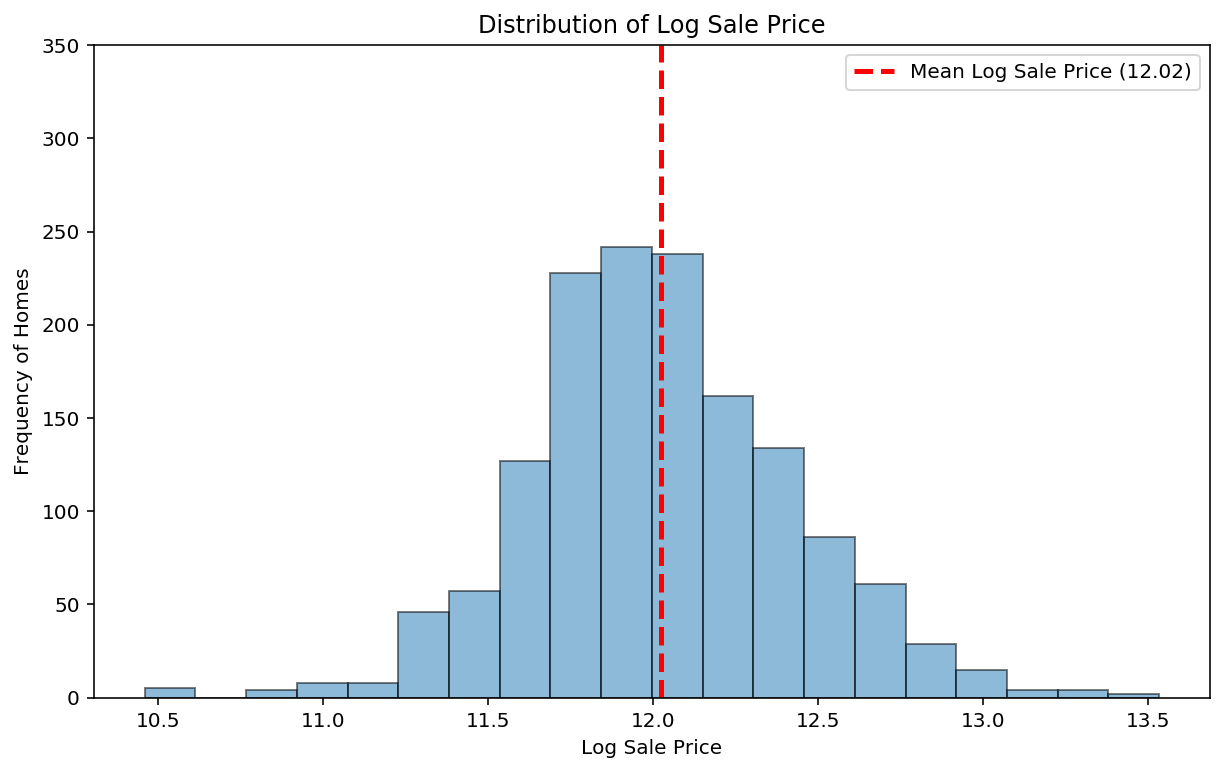 Distribution of Log Sale Price
Mean Log Sale Price (12.02)
350
300
250
200
150
100
50
0
Frequency of Homes
10.5 11.0 11.5 12.0 12.5 13.0 13.5
Log Sale Price